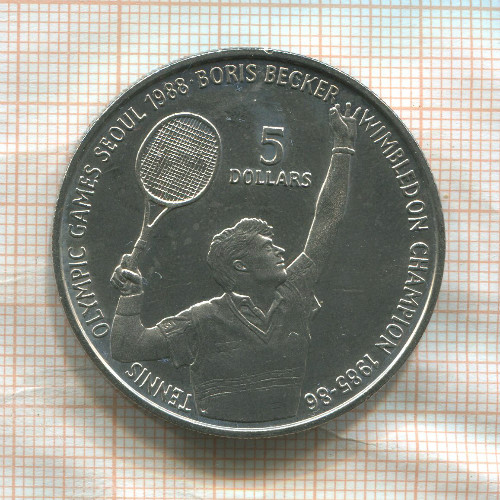 TENNIS OLYMPIC GAMES SEOUL 1988 · BORIS BECKER WIMBLEDON CHAMPION 1985-86
5
DOLLARS